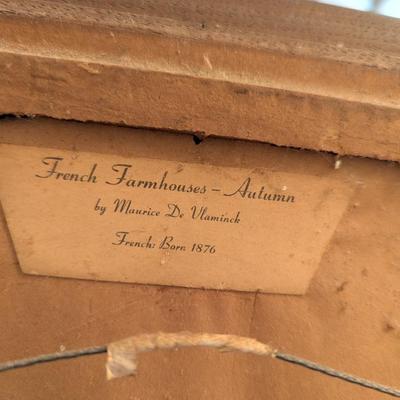 French Farmhouses - Autumn
by Maurice De Vlaminck
French: Born 1876